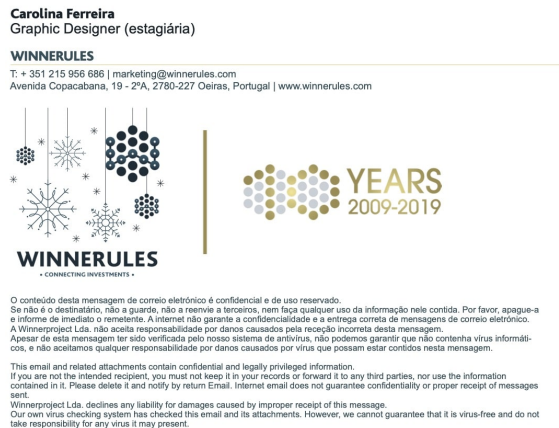 Carolina Ferreira
Graphic Designer (estagiária)
WINNERULES
T: + 351 215 956 686 | marketing@winnerules.com
Avenida Copacabana, 19 - 2ºA, 2780-227 Oeiras, Portugal | www.winnerules.com
WINNERULES
• CONNECTING INVESTMENTS •
YEARS
2009-2019
O conteúdo desta mensagem de correio eletrónico é confidencial e de uso reservado.
Se não é o destinatário, não a guarde, não a reenvie a terceiros, nem faça qualquer uso da informação nele contida. Por favor, apague-a
e informe de imediato o remetente. A internet não garante a confidencialidade e a entrega correta de mensagens de correio eletrónico.
A Winnerproject Lda. não aceita responsabilidade por danos causados pela receção incorreta desta mensagem.
Apesar de esta mensagem ter sido verificada pelo nosso sistema de antivírus, não podemos garantir que não contenha vírus informáti-
cos, e não aceitamos qualquer responsabilidade por danos causados por vírus que possam estar contidos nesta mensagem.
This email and related attachments contain confidential and legally privileged information.
If you are not the intended recipient, you must not keep it in your records or forward it to any third parties, nor use the information
contained in it. Please delete it and notify by return Email. Internet email does not guarantee confidentiality or proper receipt of messages
sent.
Winnerproject Lda. declines any liability for damages caused by improper receipt of this message.
Our own virus checking system has checked this email and its attachments. However, we cannot guarantee that it is virus-free and do not
take responsibility for any virus it may present.